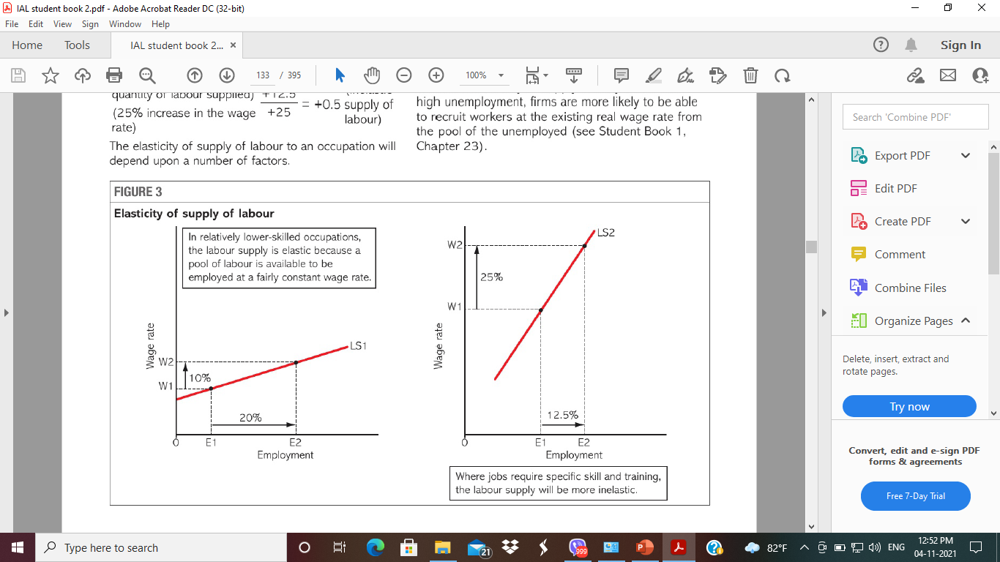 IAL student book 2.pdf - Adobe Acrobat Reader DC (32-bit)
File Edit View Sign Window Help
Home Tools IAL student book 2... × Sign In
133 / 395 100%
quantity of labour supplied) +12.5
(25% increase in the wage +25 = +0.5 supply of
rate) labour)
The elasticity of supply of labour to an occupation will
depend upon a number of factors.
high unemployment, firms are more likely to be able
to recruit workers at the existing real wage rate from
the pool of the unemployed (see Student Book 1,
Chapter 23).
FIGURE 3
Elasticity of supply of labour
In relatively lower-skilled occupations,
the labour supply is elastic because a
pool of labour is available to be
employed at a fairly constant wage rate.
Wage rate
W2
W1
10%
20%
LS1
0 E1 E2
Employment
Wage rate
W2
W1
25%
12.5%
LS2
0 E1 E2
Employment
Where jobs require specific skill and training,
the labour supply will be more inelastic.
Search 'Combine PDF'
Export PDF
Edit PDF
Create PDF
Comment
Combine Files
Organize Pages
Delete, insert, extract and
rotate pages.
Try now
Convert, edit and e-sign PDF
forms & agreements
Free 7-Day Trial
Type here to search
21
999
82°F
ENG
12:52 PM
04-11-2021